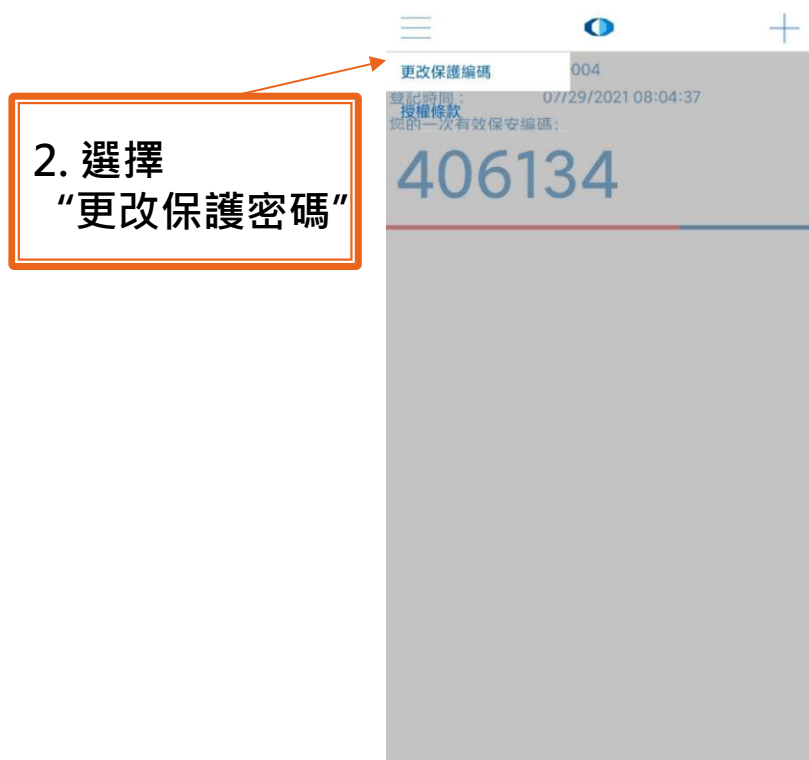 2. 選擇
“更改保護密碼”
更改保護編碼
004
登記時間：
07/29/2021 08:04:37
授權條款
您的一次有效保安編碼：
406134